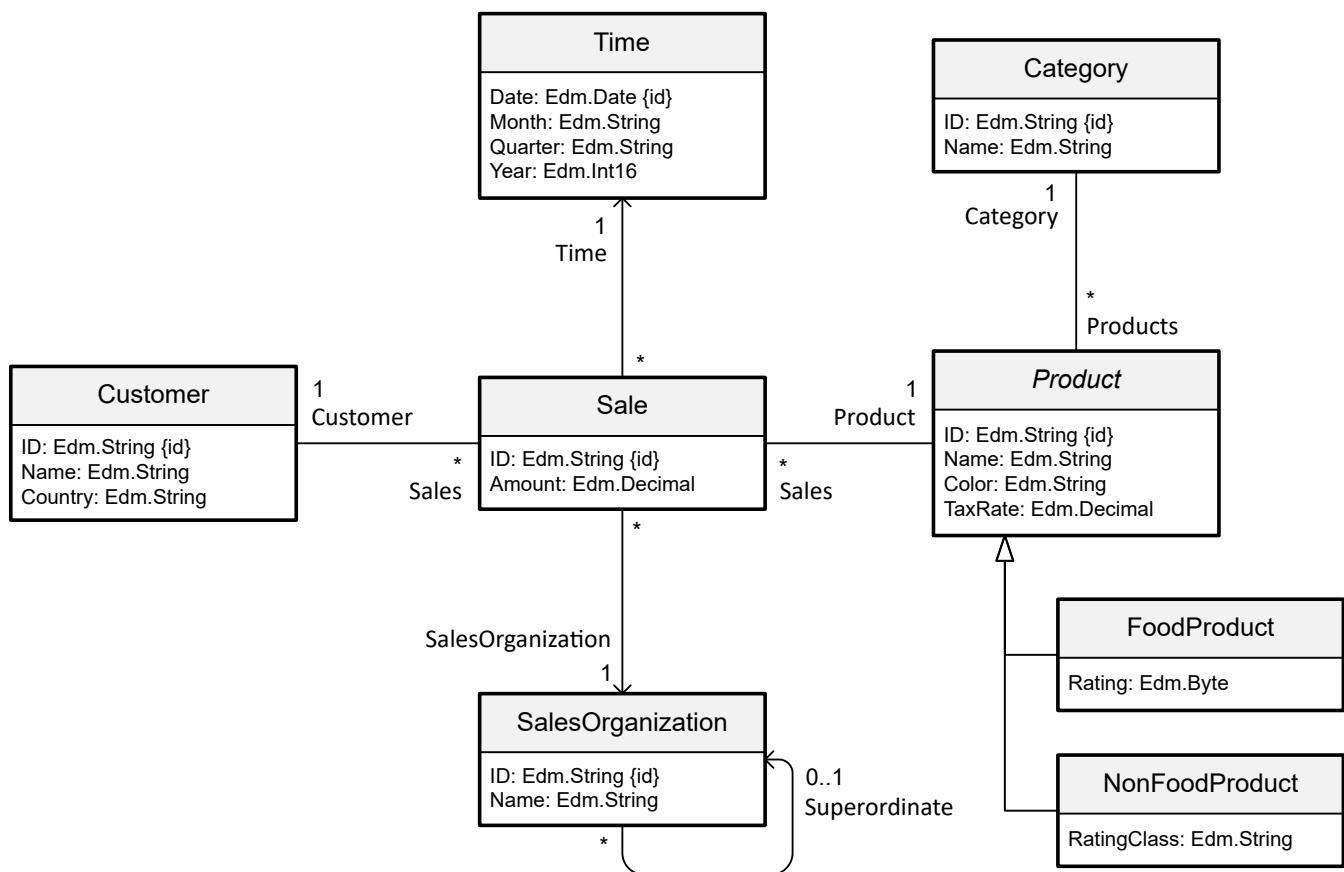 Time
Date: Edm.Date {id}
Month: Edm.String
Quarter: Edm.String
Year: Edm.Int16
Category
ID: Edm.String {id}
Name: Edm.String
1
Time
1
Category
*
Products
*
Customer
ID: Edm.String {id}
Name: Edm.String
Country: Edm.String
1
Customer
*
Sales
Sale
ID: Edm.String {id}
Amount: Edm.Decimal
1
Product
*
Sales
Product
ID: Edm.String {id}
Name: Edm.String
Color: Edm.String
TaxRate: Edm.Decimal
*
SalesOrganization
1
SalesOrganization
ID: Edm.String {id}
Name: Edm.String
*
0..1
Superordinate
FoodProduct
Rating: Edm.Byte
NonFoodProduct
RatingClass: Edm.String